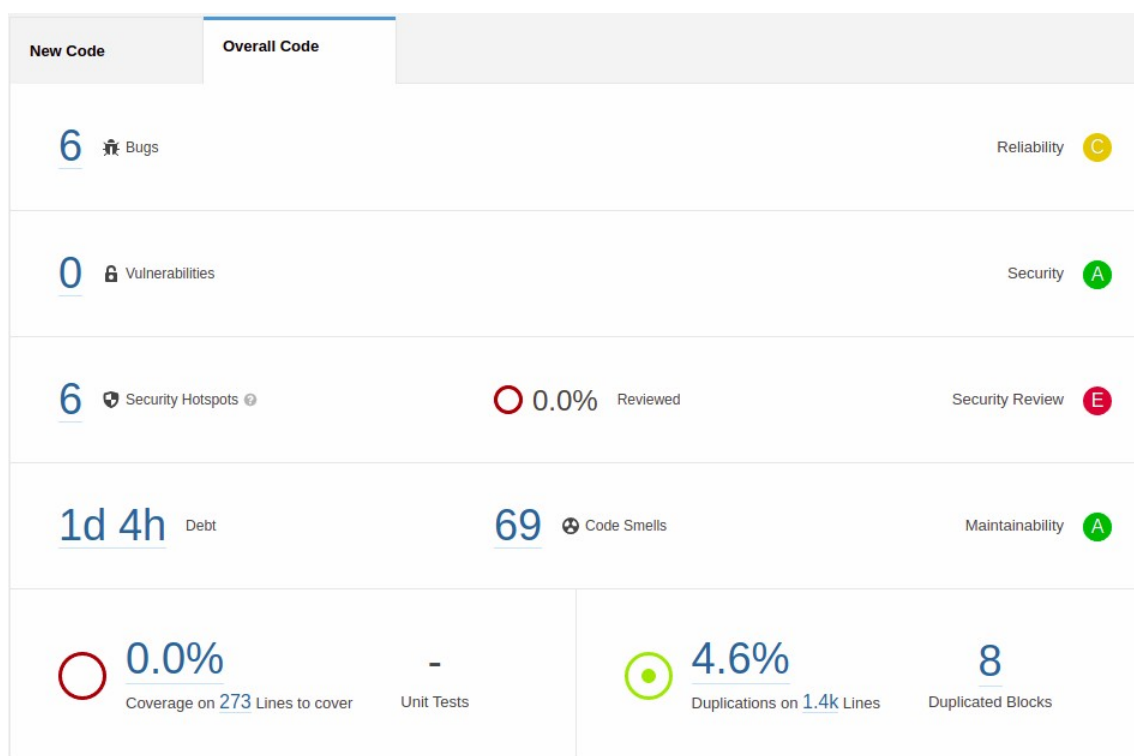 New Code Overall Code
6 Bugs Reliability C
0 Vulnerabilities Security A
6 Security Hotspots ? 0.0% Reviewed Security Review E
1d 4h Debt 69 Code Smells Maintainability A
0.0% - 4.6% 8
Coverage on 273 Lines to cover Unit Tests Duplications on 1.4k Lines Duplicated Blocks